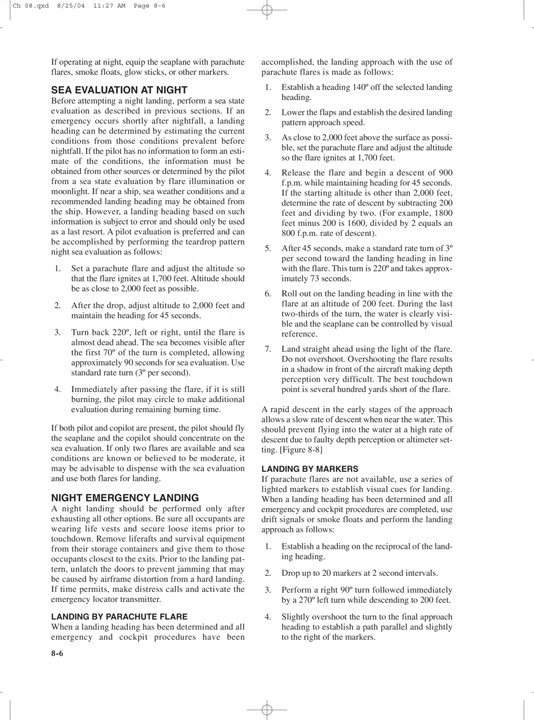 Ch 08.qxd 8/25/04 11:27 AM Page 8-6
If operating at night, equip the seaplane with parachute
flares, smoke floats, glow sticks, or other markers.
SEA EVALUATION AT NIGHT
Before attempting a night landing, perform a sea state
evaluation as described in previous sections. If an
emergency occurs shortly after nightfall, a landing
heading can be determined by estimating the current
conditions from those conditions prevalent before
nightfall. If the pilot has no information to form an esti-
mate of the conditions, the information must be
obtained from other sources or determined by the pilot
from a sea state evaluation by flare illumination or
moonlight. If near a ship, sea weather conditions and a
recommended landing heading may be obtained from
the ship. However, a landing heading based on such
information is subject to error and should only be used
as a last resort. A pilot evaluation is preferred and can
be accomplished by performing the teardrop pattern
night sea evaluation as follows:
1. Set a parachute flare and adjust the altitude so
that the flare ignites at 1,700 feet. Altitude should
be as close to 2,000 feet as possible.
2. After the drop, adjust altitude to 2,000 feet and
maintain the heading for 45 seconds.
3. Turn back 220º, left or right, until the flare is
almost dead ahead. The sea becomes visible after
the first 70º of the turn is completed, allowing
approximately 90 seconds for sea evaluation. Use
standard rate turn (3º per second).
4. Immediately after passing the flare, if it is still
burning, the pilot may circle to make additional
evaluation during remaining burning time.
If both pilot and copilot are present, the pilot should fly
the seaplane and the copilot should concentrate on the
sea evaluation. If only two flares are available and sea
conditions are known or believed to be moderate, it
may be advisable to dispense with the sea evaluation
and use both flares for landing.
NIGHT EMERGENCY LANDING
A night landing should be performed only after
exhausting all other options. Be sure all occupants are
wearing life vests and secure loose items prior to
touchdown. Remove liferafts and survival equipment
from their storage containers and give them to those
occupants closest to the exits. Prior to the landing pat-
tern, unlatch the doors to prevent jamming that may
be caused by airframe distortion from a hard landing.
If time permits, make distress calls and activate the
emergency locator transmitter.
LANDING BY PARACHUTE FLARE
When a landing heading has been determined and all
emergency and cockpit procedures have been
accomplished, the landing approach with the use of
parachute flares is made as follows:
1. Establish a heading 140º off the selected landing
heading.
2. Lower the flaps and establish the desired landing
pattern approach speed.
3. As close to 2,000 feet above the surface as possi-
ble, set the parachute flare and adjust the altitude
so the flare ignites at 1,700 feet.
4. Release the flare and begin a descent of 900
f.p.m. while maintaining heading for 45 seconds.
If the starting altitude is other than 2,000 feet,
determine the rate of descent by subtracting 200
feet and dividing by two. (For example, 1800
feet minus 200 is 1600, divided by 2 equals an
800 f.p.m. rate of descent).
5. After 45 seconds, make a standard rate turn of 3º
per second toward the landing heading in line
with the flare. This turn is 220º and takes approx-
imately 73 seconds.
6. Roll out on the landing heading in line with the
flare at an altitude of 200 feet. During the last
two-thirds of the turn, the water is clearly visi-
ble and the seaplane can be controlled by visual
reference.
7. Land straight ahead using the light of the flare.
Do not overshoot. Overshooting the flare results
in a shadow in front of the aircraft making depth
perception very difficult. The best touchdown
point is several hundred yards short of the flare.
A rapid descent in the early stages of the approach
allows a slow rate of descent when near the water. This
should prevent flying into the water at a high rate of
descent due to faulty depth perception or altimeter set-
ting. [Figure 8-8]
LANDING BY MARKERS
If parachute flares are not available, use a series of
lighted markers to establish visual cues for landing.
When a landing heading has been determined and all
emergency and cockpit procedures are completed, use
drift signals or smoke floats and perform the landing
approach as follows:
1. Establish a heading on the reciprocal of the land-
ing heading.
2. Drop up to 20 markers at 2 second intervals.
3. Perform a right 90º turn followed immediately
by a 270º left turn while descending to 200 feet.
4. Slightly overshoot the turn to the final approach
heading to establish a path parallel and slightly
to the right of the markers.
8-6